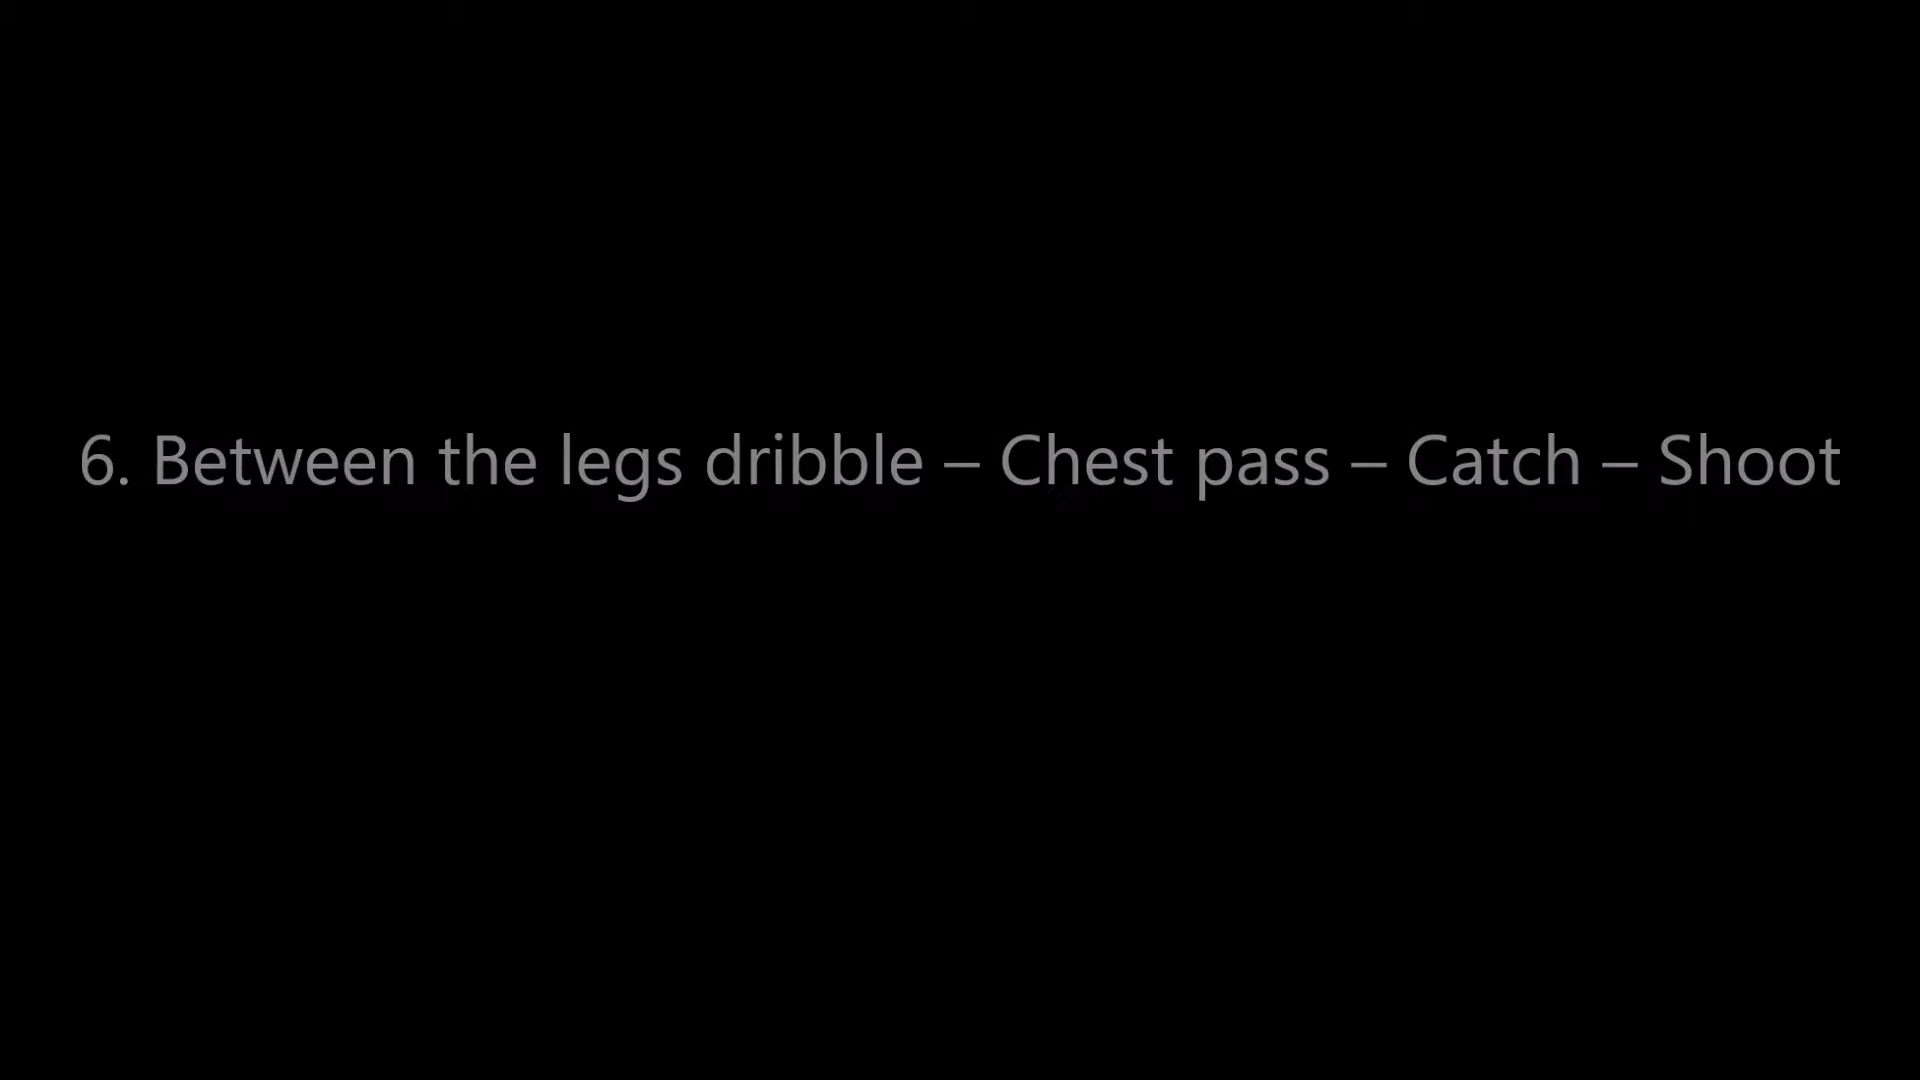 6. Between the legs dribble – Chest pass – Catch – Shoot